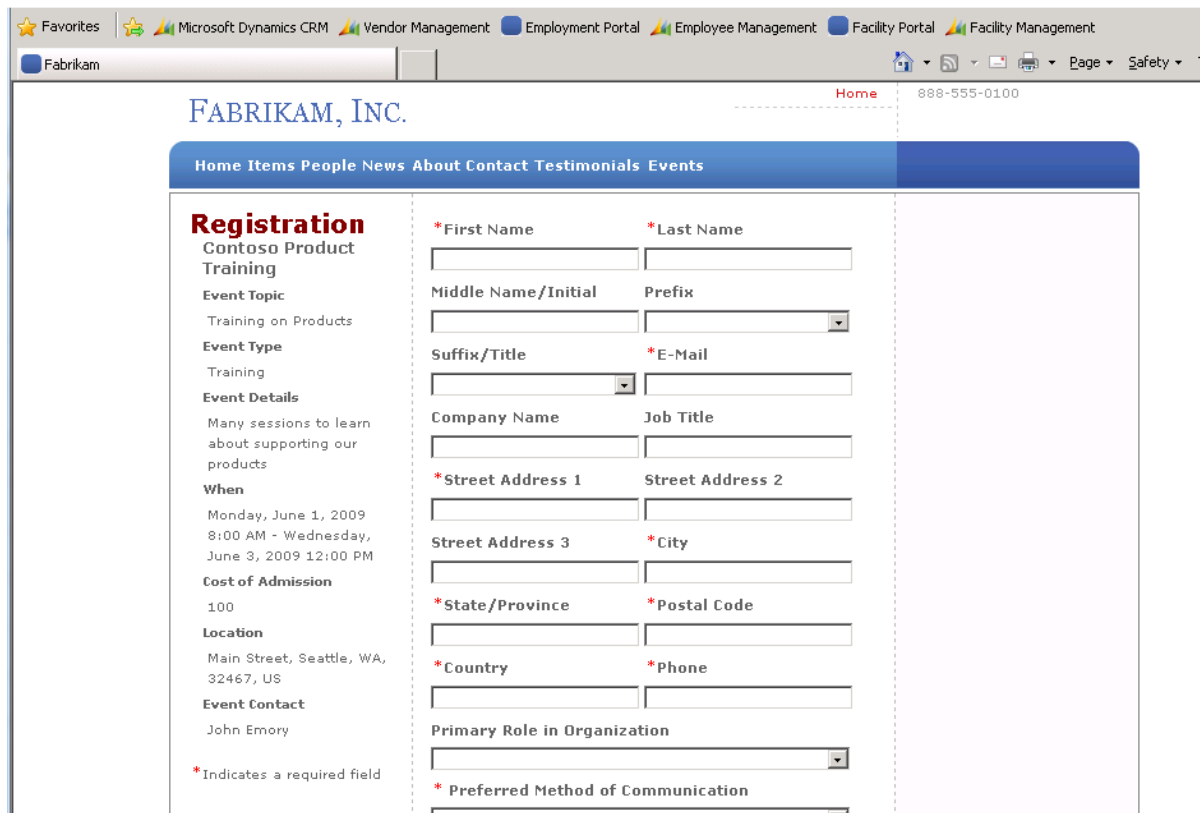 Favorites Microsoft Dynamics CRM Vendor Management Employment Portal Employee Management Facility Portal Facility Management
Fabrikam Page Safety
FABRIKAM, INC. Home 888-555-0100
Home Items People News About Contact Testimonials Events
Registration
Contoso Product
Training
Event Topic
Training on Products
Event Type
Training
Event Details
Many sessions to learn
about supporting our
products
When
Monday, June 1, 2009
8:00 AM - Wednesday,
June 3, 2009 12:00 PM
Cost of Admission
100
Location
Main Street, Seattle, WA,
32467, US
Event Contact
John Emory
*Indicates a required field
*First Name *Last Name
Middle Name/Initial Prefix
Suffix/Title *E-Mail
Company Name Job Title
*Street Address 1 Street Address 2
Street Address 3 *City
*State/Province *Postal Code
*Country *Phone
Primary Role in Organization
* Preferred Method of Communication